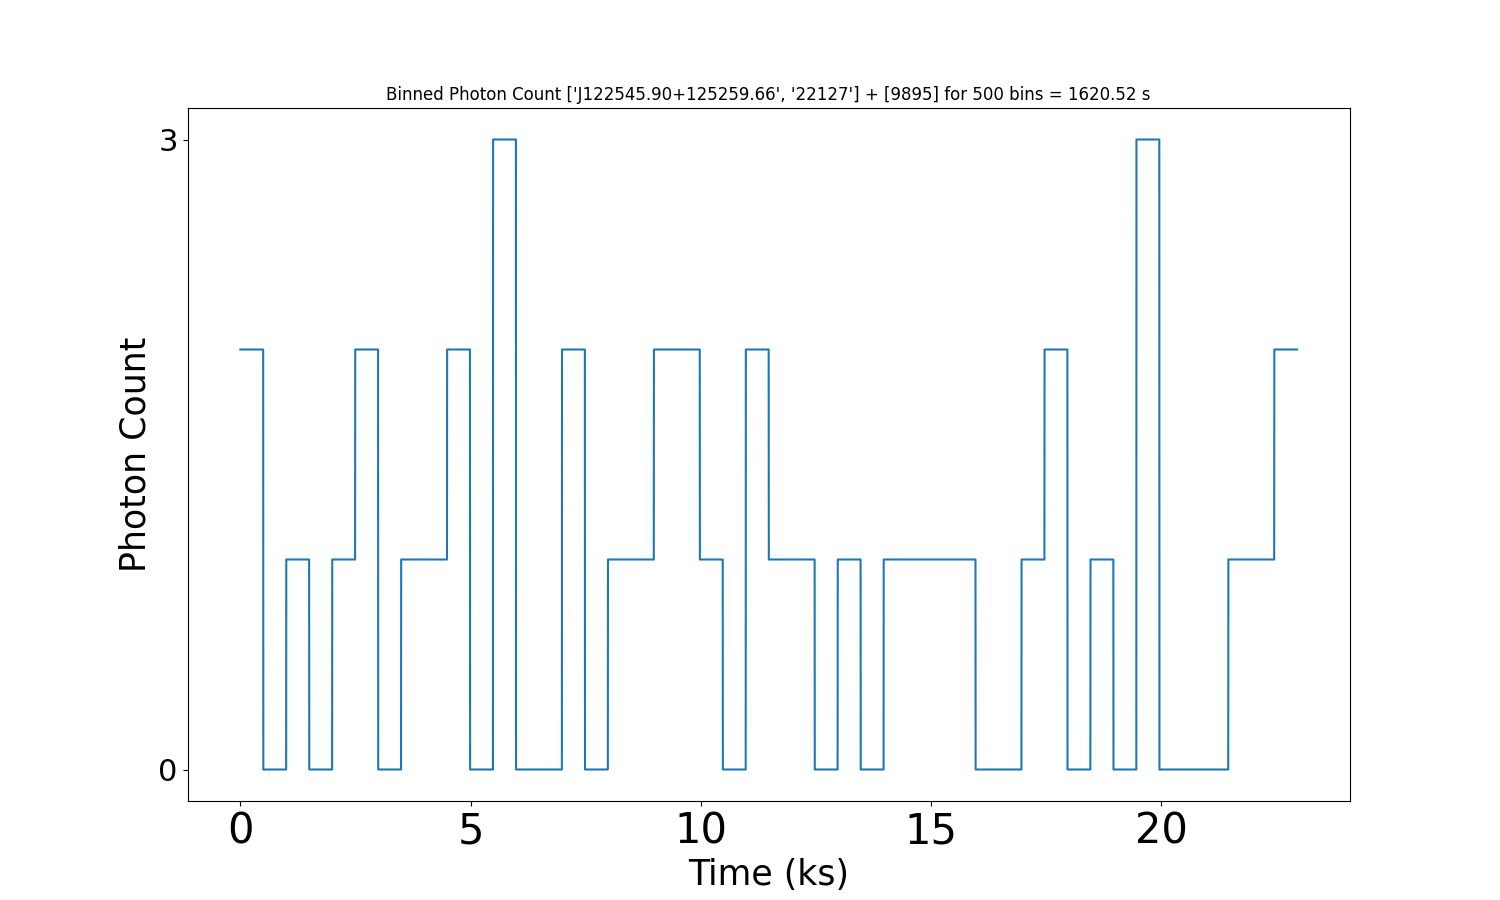 Binned Photon Count ['J122545.90+125259.66', '22127'] + [9895] for 500 bins = 1620.52 s
3
Photon Count
0
0 5 10 15 20
Time (ks)